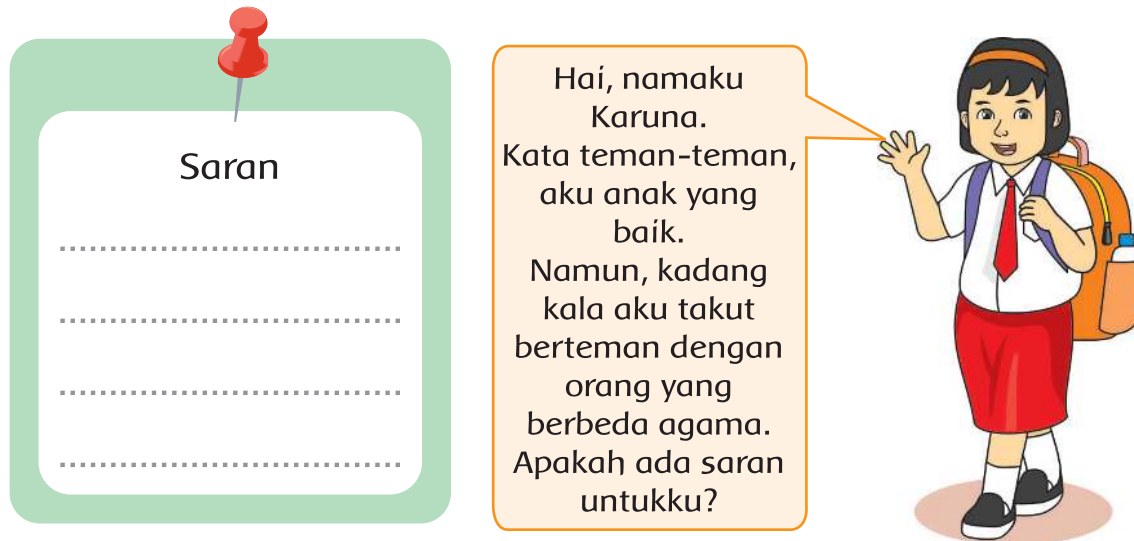 Saran
Hai, namaku
Karuna.
Kata teman-teman,
aku anak yang
baik.
Namun, kadang
kala aku takut
berteman dengan
orang yang
berbeda agama.
Apakah ada saran
untukku?